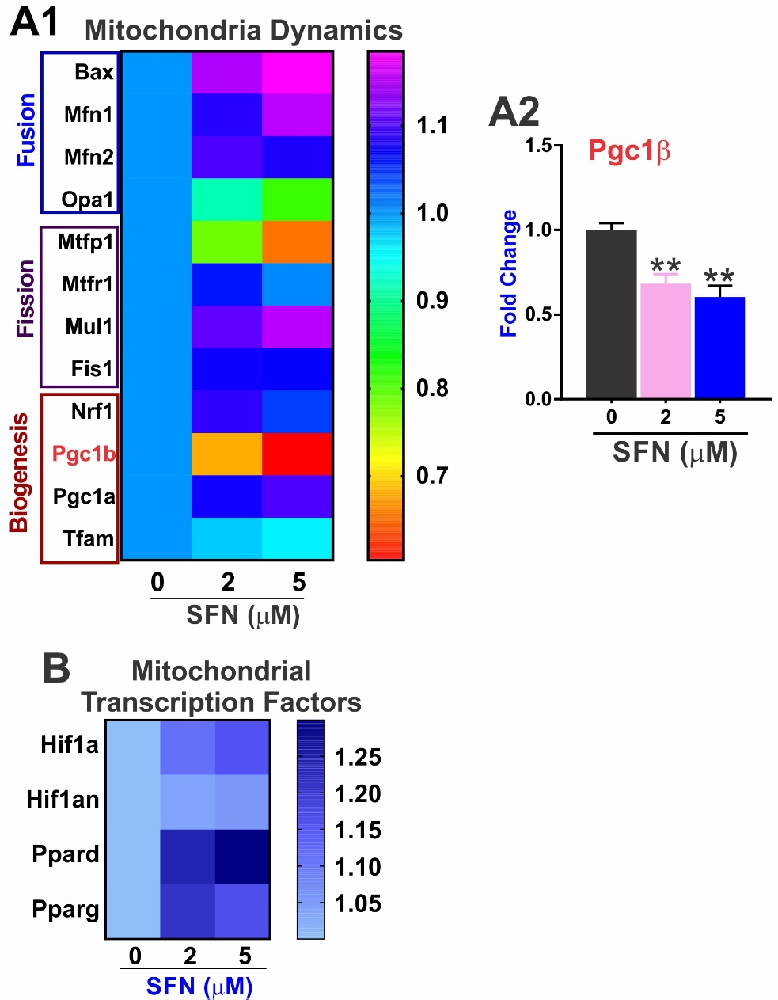 A1
Mitochondria Dynamics
Fusion
Bax
Mfn1
Mfn2
Opa1
Fission
Mtfp1
Mtfr1
Mul1
Fis1
Biogenesis
Nrf1
Pgc1b
Pgc1a
Tfam
0 2 5
SFN (μM)
1.1
1.0
0.9
0.8
0.7
A2
Pgc1β
Fold Change
1.5
1.0
0.5
0.0
** **
0 2 5
SFN (μM)
B
Mitochondrial
Transcription Factors
Hif1a
Hif1an
Ppard
Pparg
0 2 5
SFN (μM)
1.25
1.20
1.15
1.10
1.05